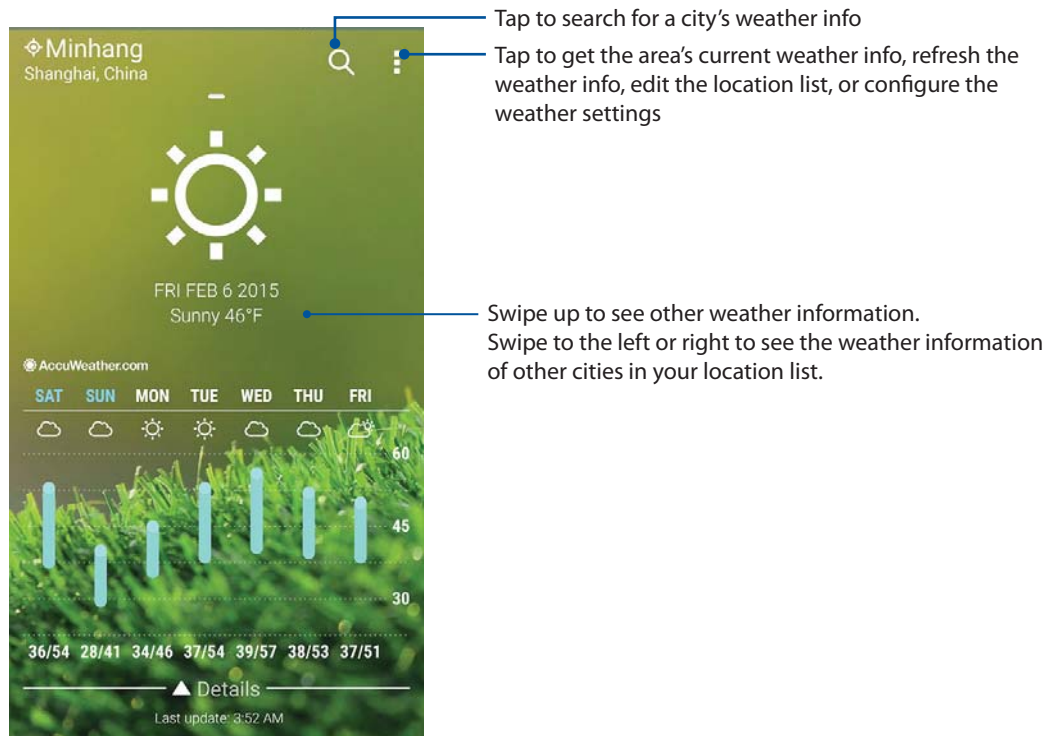 Tap to search for a city's weather info
Tap to get the area's current weather info, refresh the
weather info, edit the location list, or configure the
weather settings
Minhang
Shanghai, China
FRI FEB 6 2015
Sunny 46°F
Swipe up to see other weather information.
Swipe to the left or right to see the weather information
of other cities in your location list.
AccuWeather.com
SAT SUN MON TUE WED THU FRI
60
45
30
36/54 28/41 34/46 37/54 39/57 38/53 37/51
Details
Last update: 3:52 AM